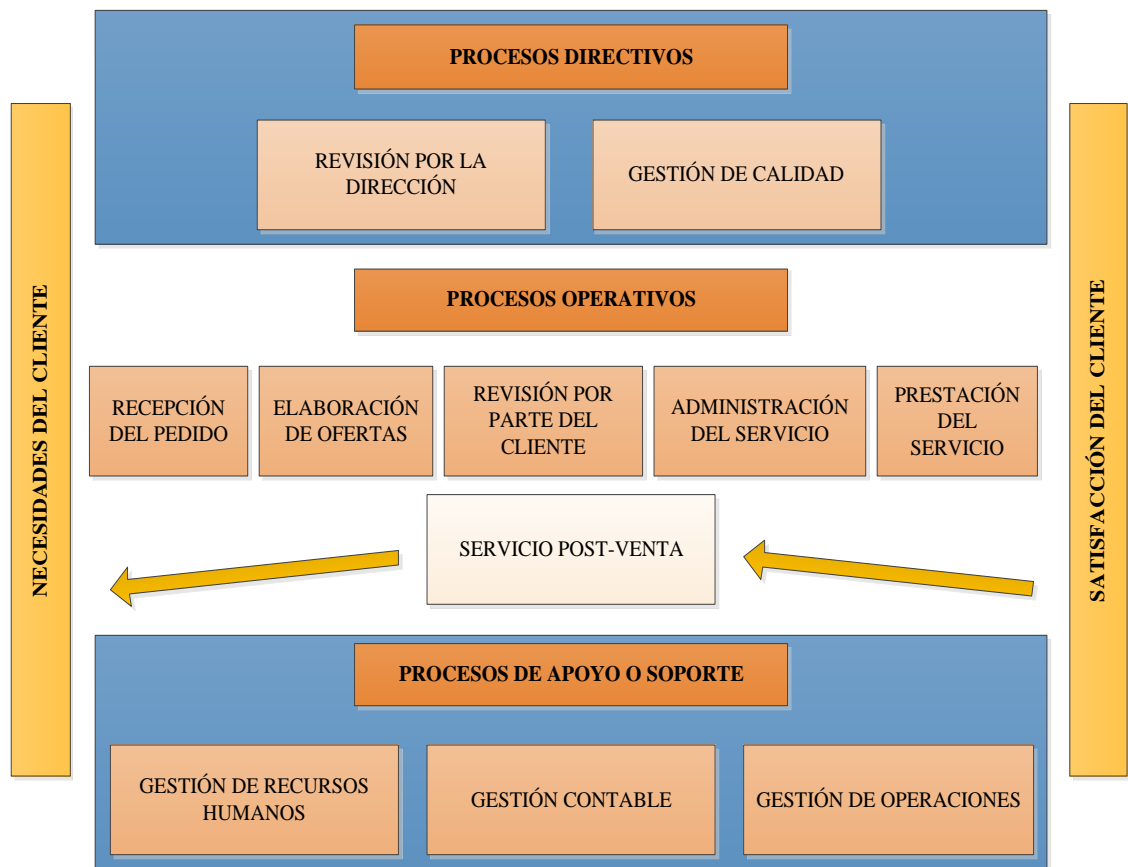 PROCESOS DIRECTIVOS
REVISIÓN POR LA
DIRECCIÓN
GESTIÓN DE CALIDAD
NECESIDADES DEL CLIENTE
PROCESOS OPERATIVOS
RECEPCIÓN
DEL PEDIDO
ELABORACIÓN
DE OFERTAS
REVISIÓN POR
PARTE DEL
CLIENTE
ADMINISTRACIÓN
DEL SERVICIO
PRESTACIÓN
DEL
SERVICIO
SERVICIO POST-VENTA
SATISFACCIÓN DEL CLIENTE
PROCESOS DE APOYO O SOPORTE
GESTIÓN DE RECURSOS
HUMANOS
GESTIÓN CONTABLE
GESTIÓN DE OPERACIONES